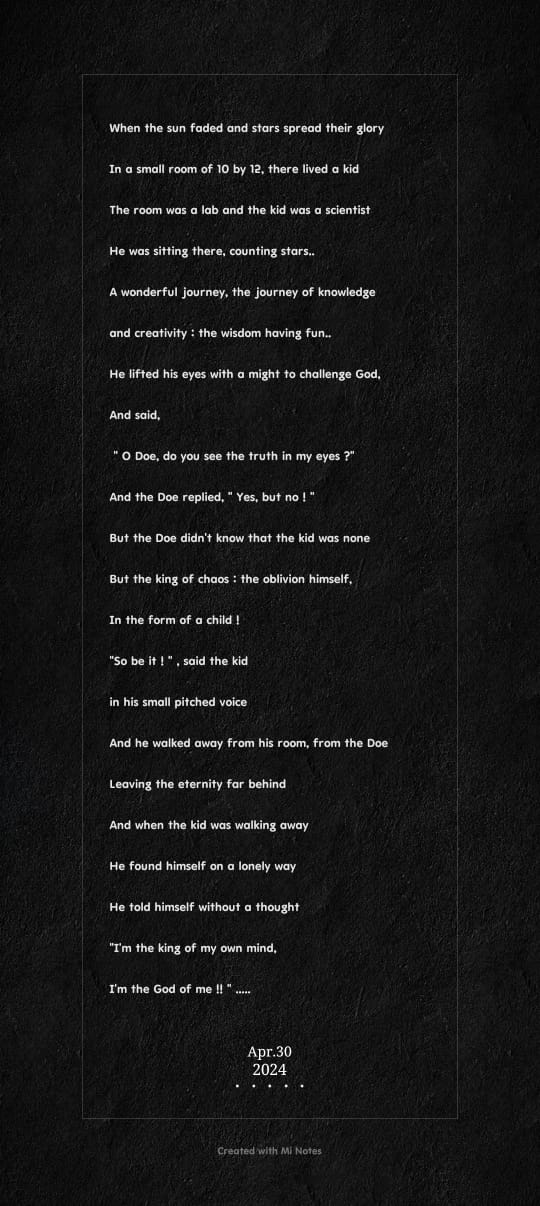 When the sun faded and stars spread their glory
In a small room of 10 by 12, there lived a kid
The room was a lab and the kid was a scientist
He was sitting there, counting stars..
A wonderful journey, the journey of knowledge
and creativity : the wisdom having fun..
He lifted his eyes with a might to challenge God,
And said,
" O Doe, do you see the truth in my eyes ?"
And the Doe replied, " Yes, but no ! "
But the Doe didn't know that the kid was none
But the king of chaos : the oblivion himself,
In the form of a child !
"So be it ! " , said the kid
in his small pitched voice
And he walked away from his room, from the Doe
Leaving the eternity far behind
And when the kid was walking away
He found himself on a lonely way
He told himself without a thought
"I'm the king of my own mind,
I'm the God of me !! " .....
Apr.30
2024
• • • • •
Created with Mi Notes